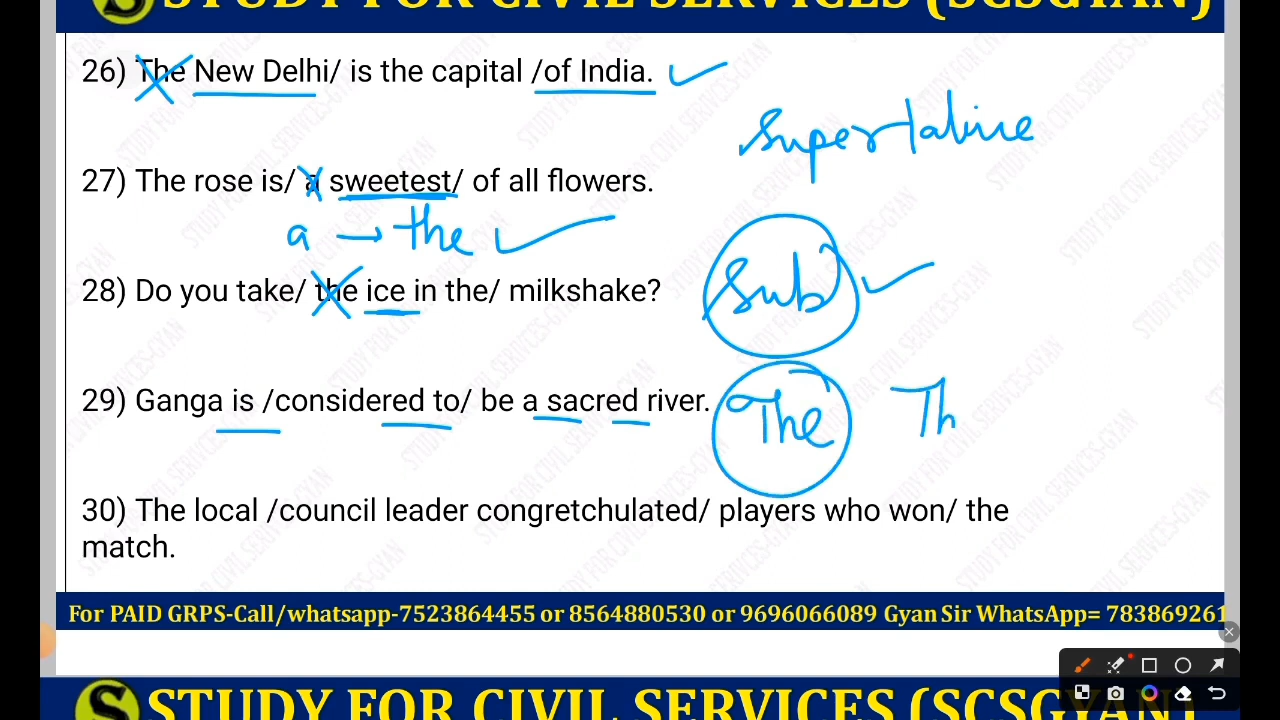 STUDY FOR CIVIL SERVICES (SCSGYAN)
26) The New Delhi/ is the capital /of India.
Supertalive
27) The rose is/ a sweetest/ of all flowers.
a → the
Sub
28) Do you take/ the ice in the/ milkshake?
29) Ganga is /considered to/ be a sacred river.
The Th
30) The local /council leader congretchulated/ players who won/ the
match.
For PAID GRPS-Call/whatsapp-7523864455 or 8564880530 or 9696066089 Gyan Sir WhatsApp= 783869261
STUDY FOR CIVIL SERVICES (SCSGYAN)